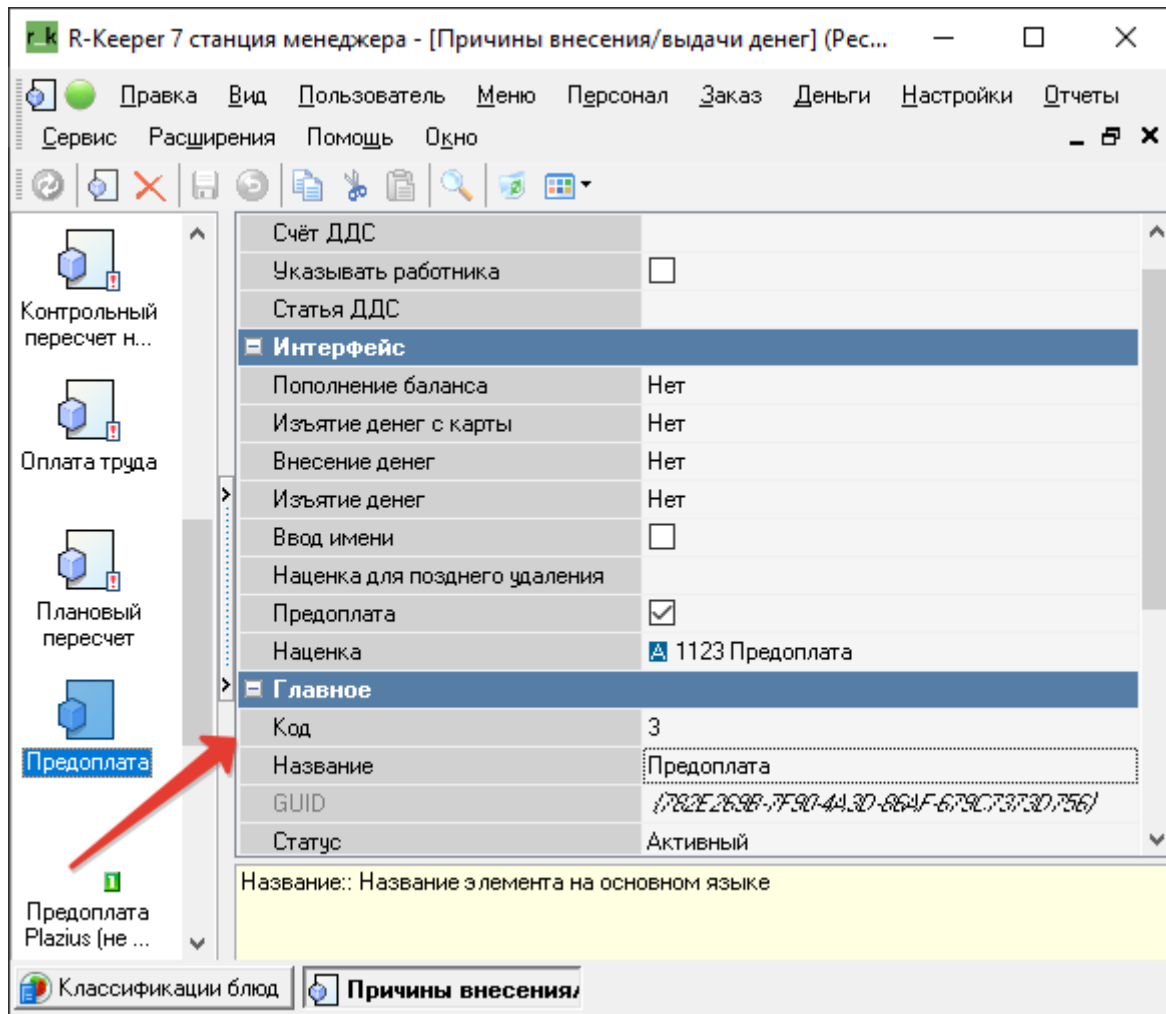 r_k R-Keeper 7 станция менеджера - [Причины внесения/выдачи денег] (Рес...
Правка Вид Пользователь Меню Персонал Заказ Деньги Настройки Отчеты
Сервис Расширения Помощь Окно
Контрольный
пересчет н...
Оплата труда
Плановый
пересчет
Предоплата
1
Предоплата
Plazius (не ...
Счёт ДДС
Указывать работника
Статья ДДС
Интерфейс
Пополнение баланса Нет
Изъятие денег с карты Нет
Внесение денег Нет
Изъятие денег Нет
Ввод имени
Наценка для позднего удаления
Предоплата
Наценка A 1123 Предоплата
Главное
Код 3
Название Предоплата
GUID {782E269B-7F90-4A3D-86AF-679C7373D756}
Статус Активный
Название:: Название элемента на основном языке
Классификации блюд Причины внесения/